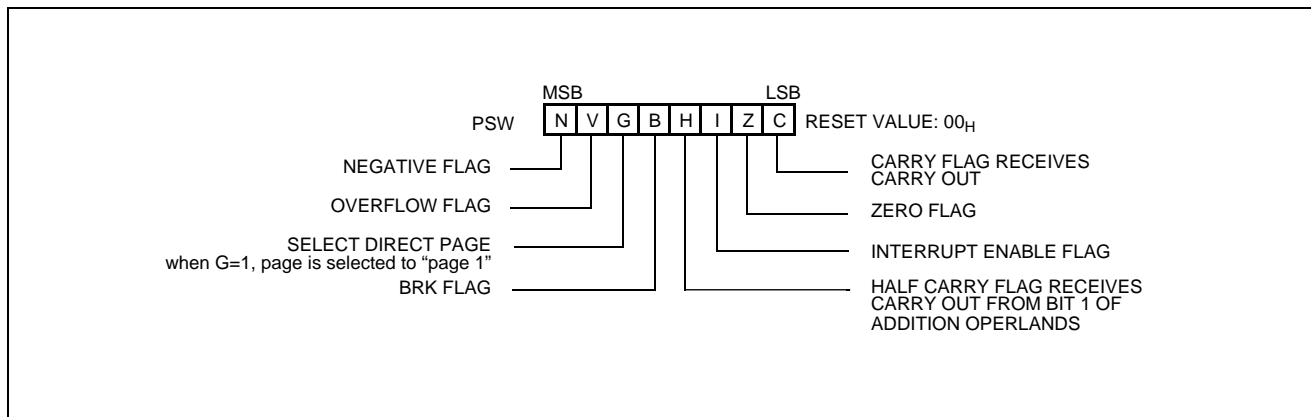 MSB LSB
PSW N V G B H I Z C RESET VALUE: 00H
NEGATIVE FLAG
OVERFLOW FLAG
SELECT DIRECT PAGE
when G=1, page is selected to “page 1”
BRK FLAG
CARRY FLAG RECEIVES
CARRY OUT
ZERO FLAG
INTERRUPT ENABLE FLAG
HALF CARRY FLAG RECEIVES
CARRY OUT FROM BIT 1 OF
ADDITION OPERLANDS